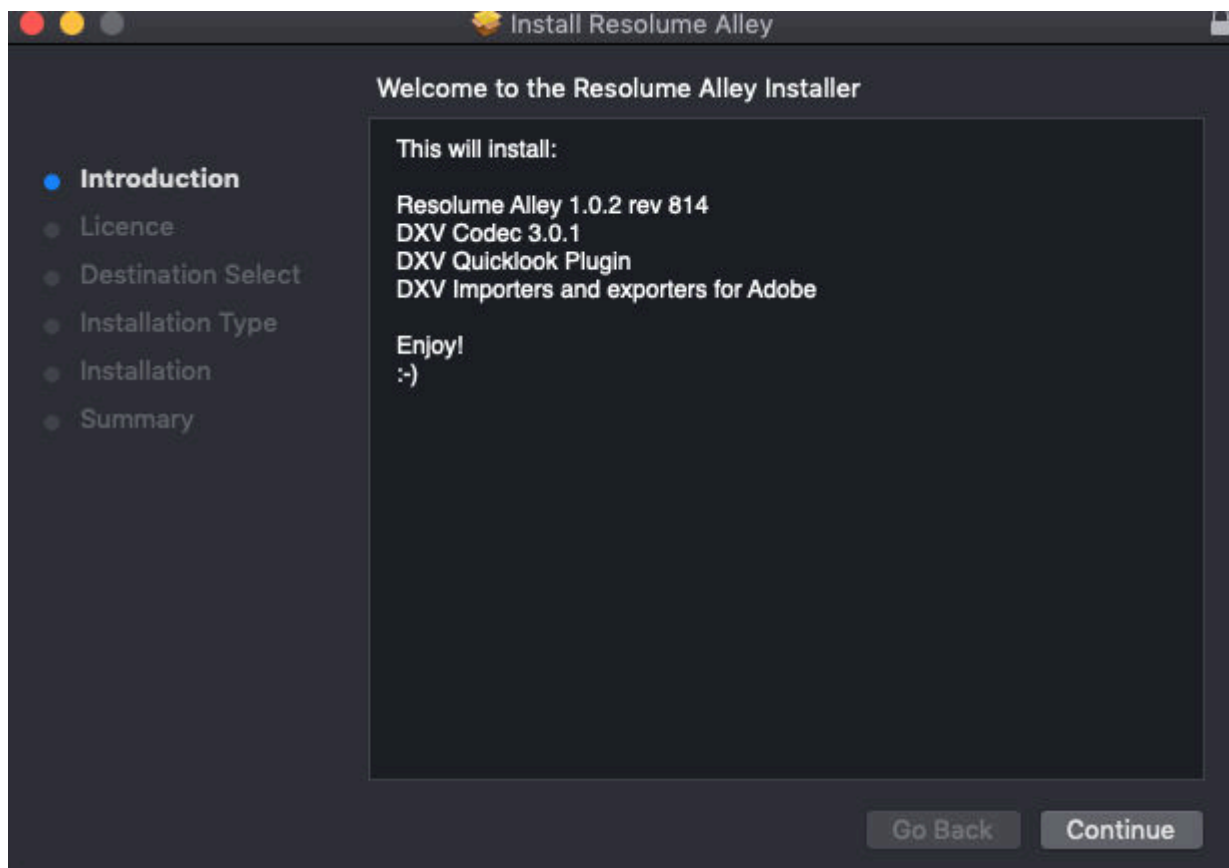 Install Resolume Alley
Welcome to the Resolume Alley Installer
Introduction
Licence
Destination Select
Installation Type
Installation
Summary
This will install:
Resolume Alley 1.0.2 rev 814
DXV Codec 3.0.1
DXV Quicklook Plugin
DXV Importers and exporters for Adobe
Enjoy!
:-)
Go Back
Continue